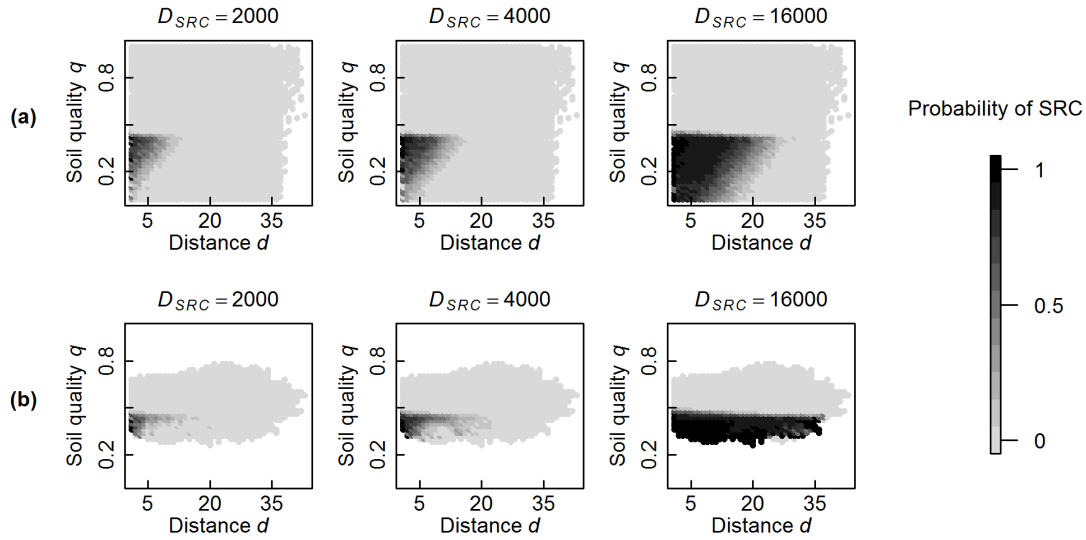 D_SRC = 2000
D_SRC = 4000
D_SRC = 16000
(a)
Soil quality q
0.2
0.8
5
20
35
Distance d
Soil quality q
0.2
0.8
5
20
35
Distance d
Soil quality q
0.2
0.8
5
20
35
Distance d
Probability of SRC
1
0.5
0
D_SRC = 2000
D_SRC = 4000
D_SRC = 16000
(b)
Soil quality q
0.2
0.8
5
20
35
Distance d
Soil quality q
0.2
0.8
5
20
35
Distance d
Soil quality q
0.2
0.8
5
20
35
Distance d